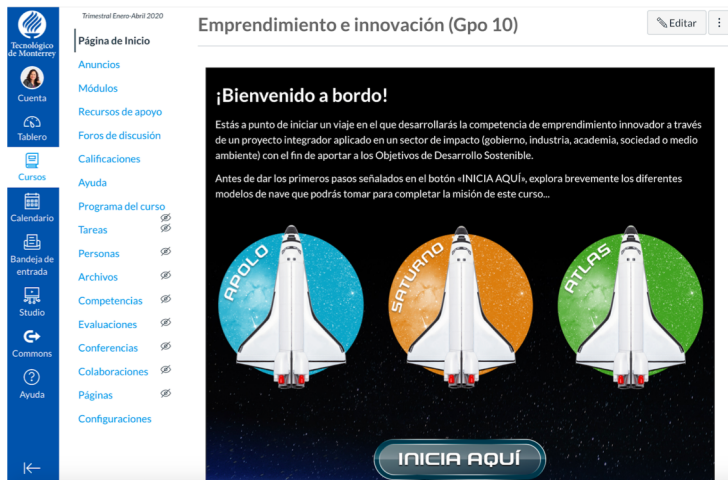 Tecnológico
de Monterrey
Cuenta
Tablero
Cursos
Calendario
Bandeja de
entrada
Studio
Commons
Ayuda
Trimestral Enero-Abril 2020
Página de Inicio
Anuncios
Módulos
Recursos de apoyo
Foros de discusión
Calificaciones
Ayuda
Programa del curso
Tareas
Personas
Archivos
Competencias
Evaluaciones
Conferencias
Colaboraciones
Páginas
Configuraciones
Emprendimiento e innovación (Gpo 10)
Editar
¡Bienvenido a bordo!
Estás a punto de iniciar un viaje en el que desarrollarás la competencia de emprendimiento innovador a través
de un proyecto integrador aplicado en un sector de impacto (gobierno, industria, academia, sociedad o medio
ambiente) con el fin de aportar a los Objetivos de Desarrollo Sostenible.
Antes de dar los primeros pasos señalados en el botón «INICIA AQUÍ», explora brevemente los diferentes
modelos de nave que podrás tomar para completar la misión de este curso...
APOLO
SATURNO
ATLAS
INICIA AQUÍ